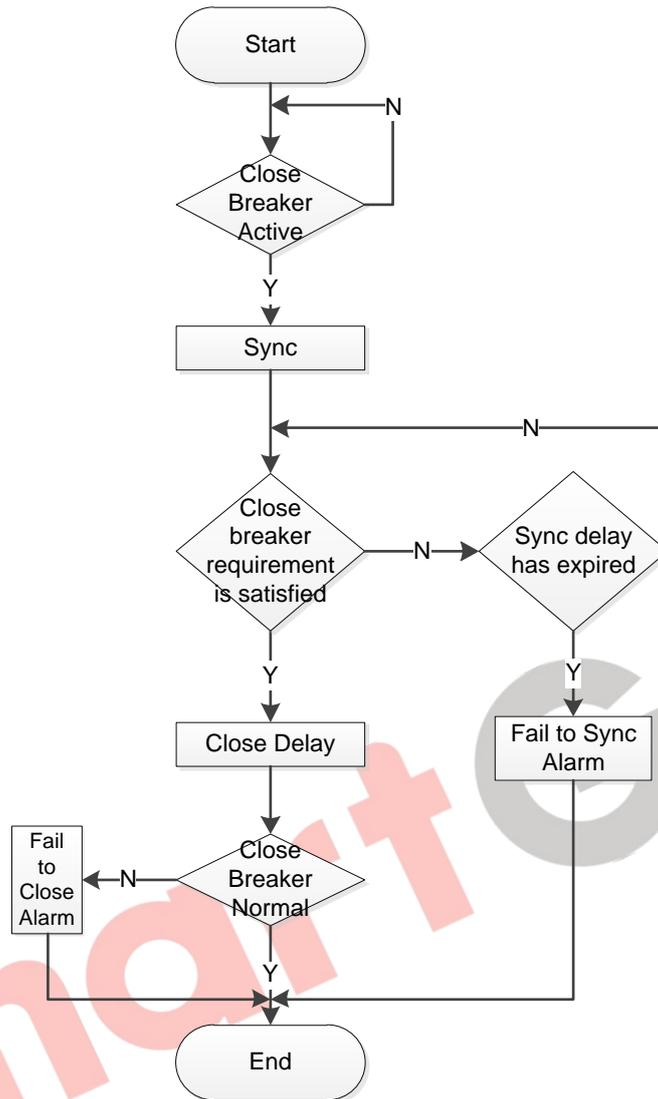 Start
N
Close
Breaker
Active
Y
Sync
N
Close
breaker
requirement
is satisfied
N
Sync delay
has expired
Y
Y
Close Delay
Fail to Sync
Alarm
Fail
to
Close
Alarm
N
Close
Breaker
Normal
Y
End